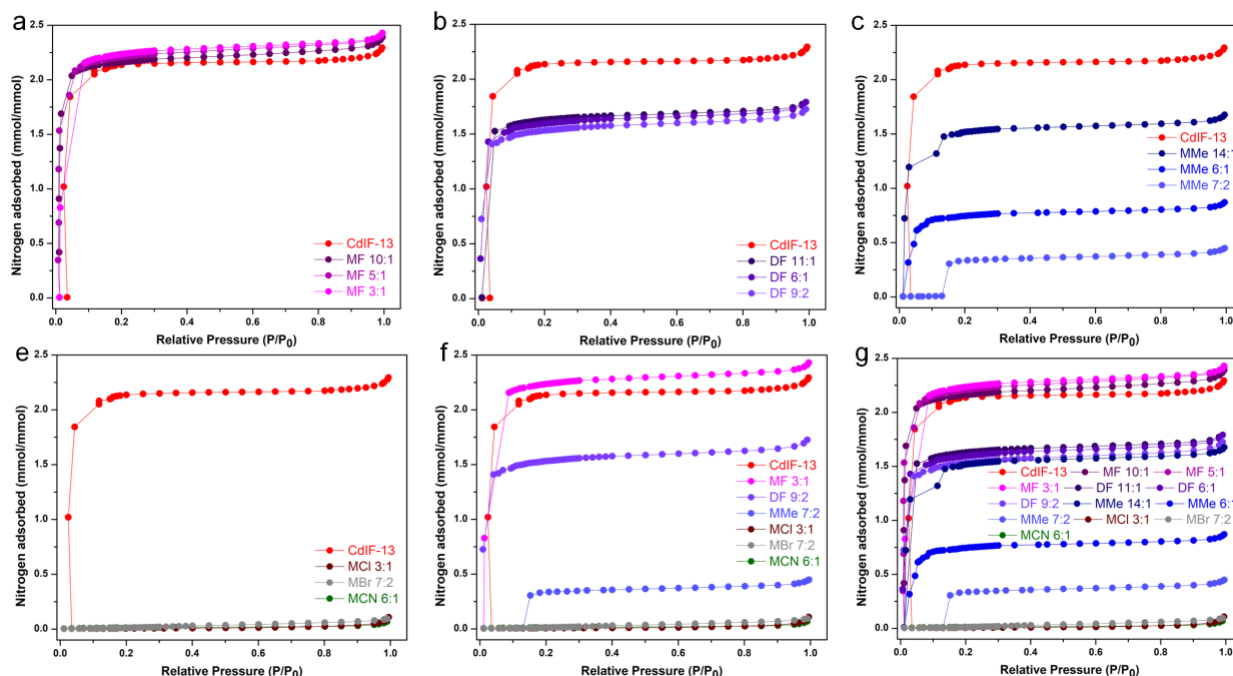 a
Nitrogen adsorbed (mmol/mmol)
2.5
2.0
1.5
1.0
0.5
0.0
CdIF-13
MF 10:1
MF 5:1
MF 3:1
0.0 0.2 0.4 0.6 0.8 1.0
Relative Pressure (P/P0)
b
Nitrogen adsorbed (mmol/mmol)
2.5
2.0
1.5
1.0
0.5
0.0
CdIF-13
DF 11:1
DF 6:1
DF 9:2
0.0 0.2 0.4 0.6 0.8 1.0
Relative Pressure (P/P0)
c
Nitrogen adsorbed (mmol/mmol)
2.5
2.0
1.5
1.0
0.5
0.0
CdIF-13
MMe 14:1
MMe 6:1
MMe 7:2
0.0 0.2 0.4 0.6 0.8 1.0
Relative Pressure (P/P0)
e
Nitrogen adsorbed (mmol/mmol)
2.5
2.0
1.5
1.0
0.5
0.0
CdIF-13
MCl 3:1
MBr 7:2
MCN 6:1
0.0 0.2 0.4 0.6 0.8 1.0
Relative Pressure (P/P0)
f
Nitrogen adsorbed (mmol/mmol)
2.5
2.0
1.5
1.0
0.5
0.0
CdIF-13
MF 3:1
DF 9:2
MMe 7:2
MCl 3:1
MBr 7:2
MCN 6:1
0.0 0.2 0.4 0.6 0.8 1.0
Relative Pressure (P/P0)
g
Nitrogen adsorbed (mmol/mmol)
2.5
2.0
1.5
1.0
0.5
0.0
CdIF-13 MF 10:1 MF 5:1
MF 3:1 DF 11:1 DF 6:1
DF 9:2 MMe 14:1 MMe 6:1
MMe 7:2 MCl 3:1 MBr 7:2
MCN 6:1
0.0 0.2 0.4 0.6 0.8 1.0
Relative Pressure (P/P0)